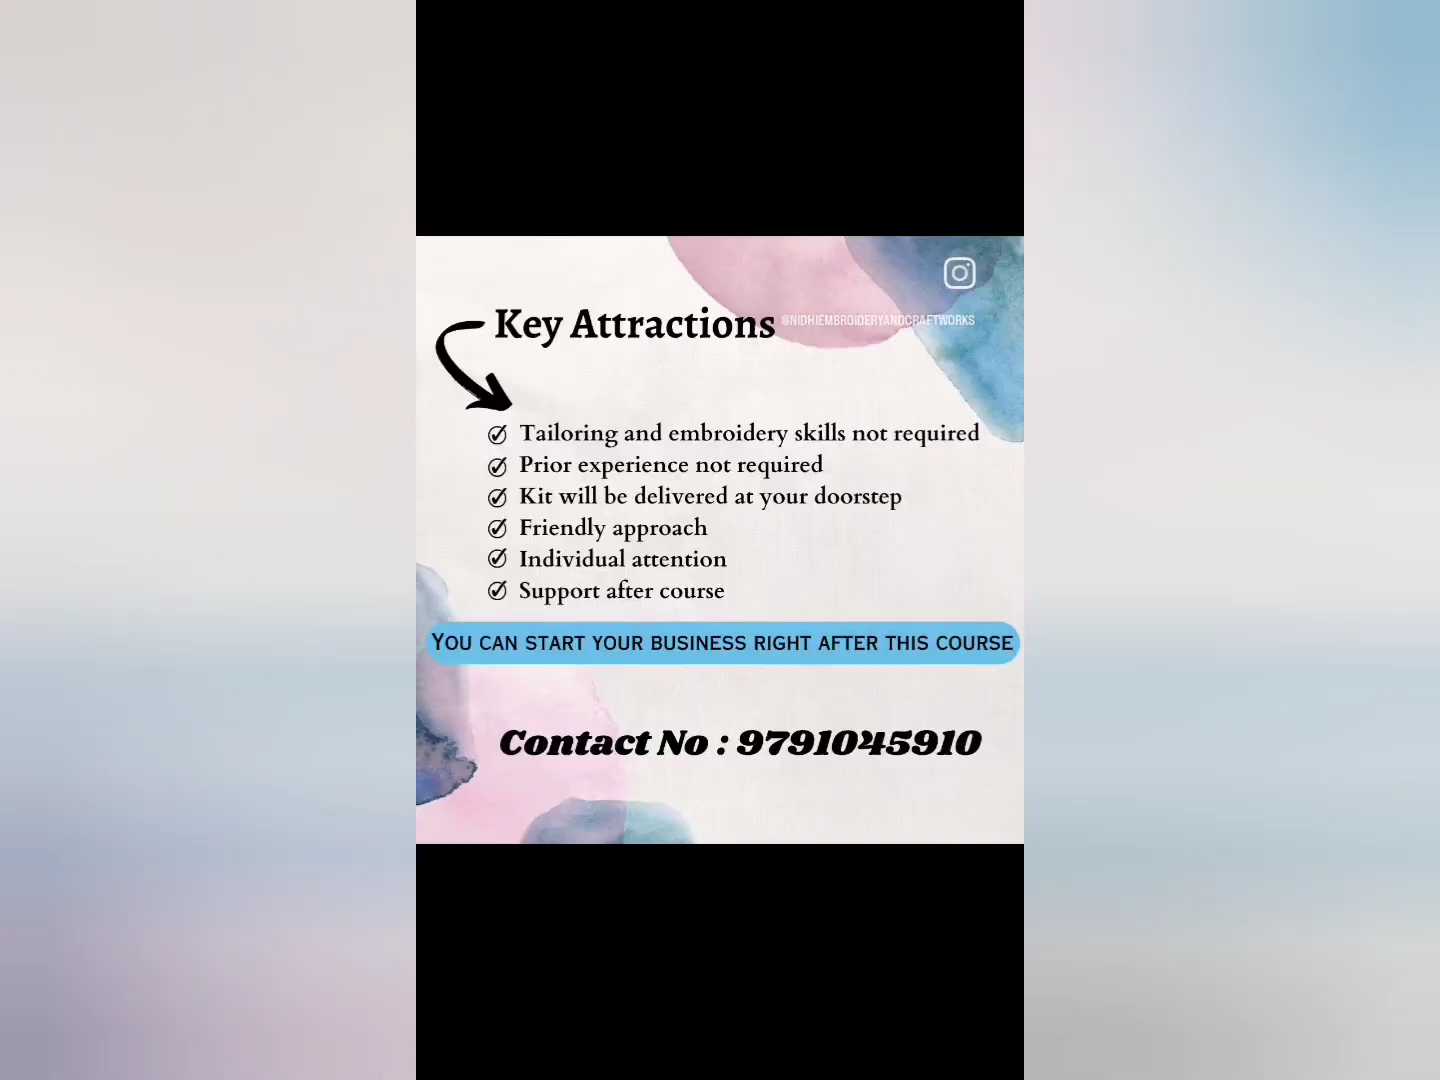 Key Attractions
@NIDHIEMBROIDERYANDCRAFTWORKS
Tailoring and embroidery skills not required
Prior experience not required
Kit will be delivered at your doorstep
Friendly approach
Individual attention
Support after course
YOU CAN START YOUR BUSINESS RIGHT AFTER THIS COURSE
Contact No : 9791045910